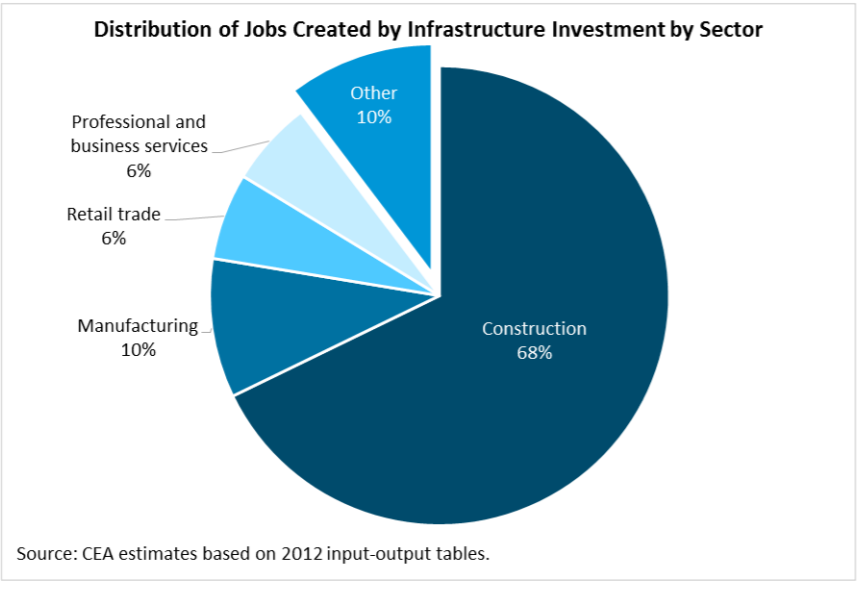 Distribution of Jobs Created by Infrastructure Investment by Sector
Other
10%
Professional and
business services
6%
Retail trade
6%
Manufacturing
10%
Construction
68%
Source: CEA estimates based on 2012 input-output tables.